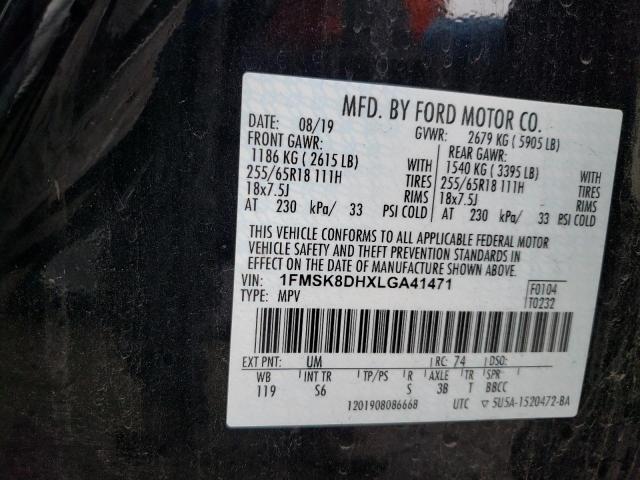 MFD. BY FORD MOTOR CO.
DATE: 08/19 GVWR: 2679 KG ( 5905 LB)
FRONT GAWR: REAR GAWR:
1186 KG ( 2615 LB) WITH 1540 KG ( 3395 LB) WITH
255/65R18 111H TIRES 255/65R18 111H TIRES
18x7.5J RIMS 18x7.5J RIMS
AT 230 kPa/ 33 PSI COLD AT 230 kPa/ 33 PSI COLD
THIS VEHICLE CONFORMS TO ALL APPLICABLE FEDERAL MOTOR
VEHICLE SAFETY AND THEFT PREVENTION STANDARDS IN
EFFECT ON THE DATE OF MANUFACTURE SHOWN ABOVE.
VIN: 1FMSK8DHXLGA41471 F0104
TYPE: MPV T0232
EXT PNT: UM RC: 74 DSO:
WB INT TR TP/PS R AXLE TR SPR
119 S6 S 3B T BBCC
1201908086668 UTC ▽ 5U5A-1520472-BA